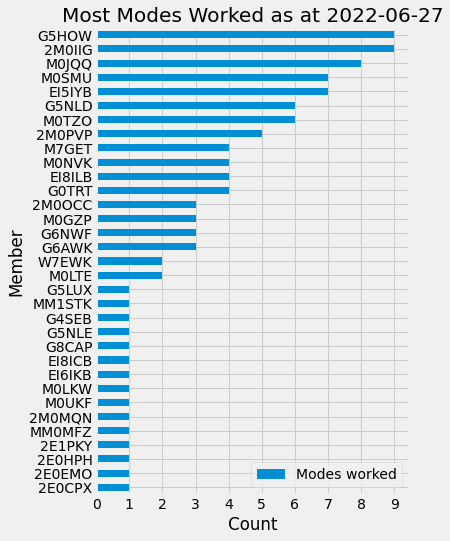 Most Modes Worked as at 2022-06-27
G5HOW
2M0IIG
M0JQQ
M0SMU
EI5IYB
G5NLD
M0TZO
2M0PVP
M7GET
M0NVK
EI8ILB
G0TRT
2M0OCC
M0GZP
G6NWF
G6AWK
W7EWK
M0LTE
G5LUX
MM1STK
G4SEB
G5NLE
G8CAP
EI8ICB
EI6IKB
M0LKW
M0UKF
2M0MQN
MM0MFZ
2E1PKY
2E0HPH
2E0EMO
2E0CPX
Member
Modes worked
0 1 2 3 4 5 6 7 8 9
Count